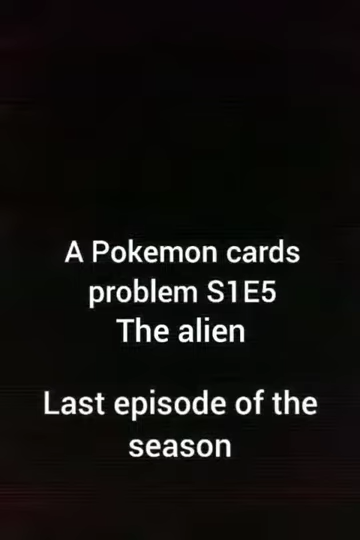 A Pokemon cards
problem S1E5
The alien
Last episode of the
season